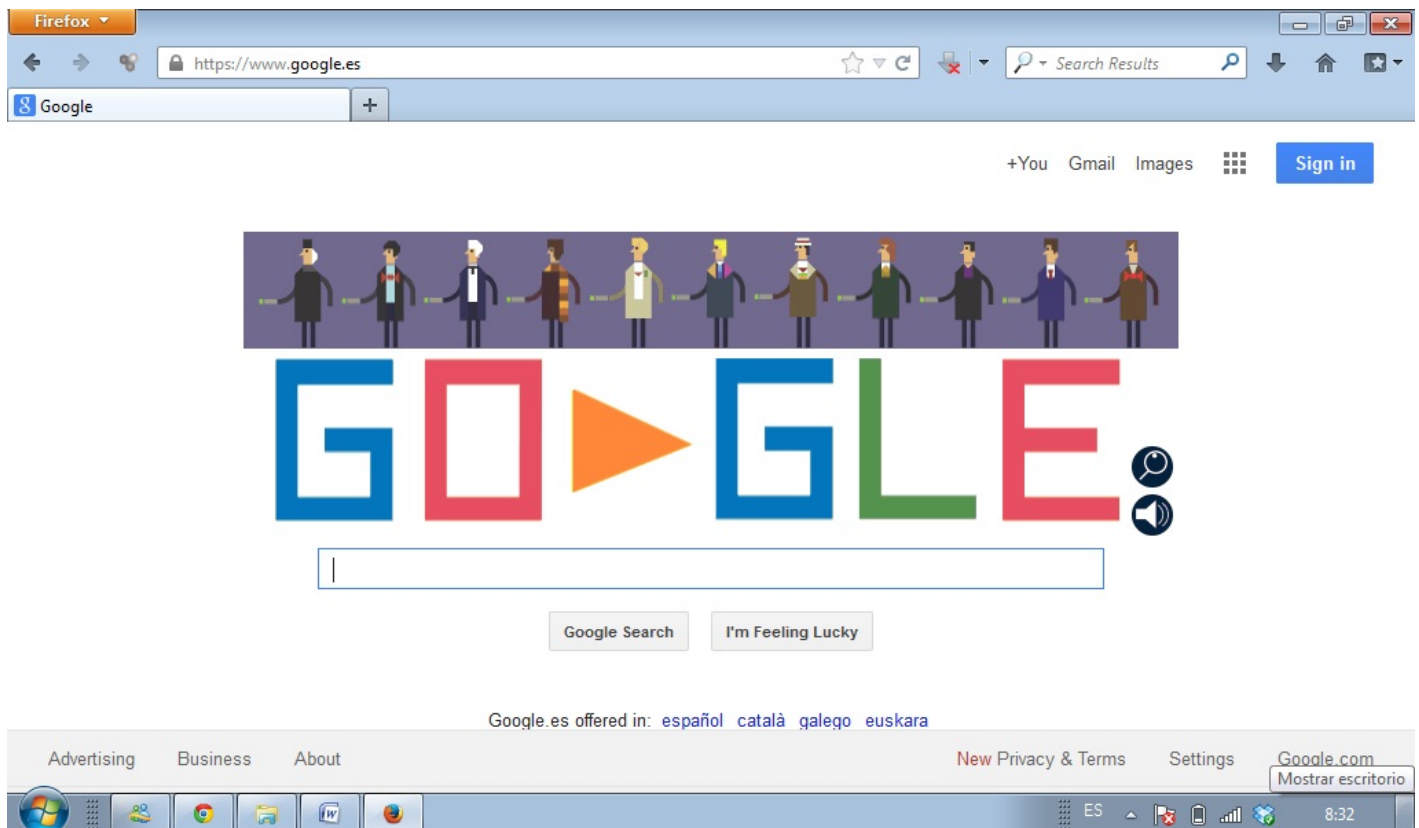 Firefox
https://www.google.es
Search Results
Google
+You Gmail Images Sign in
GO GLE
Google Search I'm Feeling Lucky
Google.es offered in: español català galego euskara
Advertising Business About New Privacy & Terms Settings Google.com
Mostrar escritorio
ES 8:32